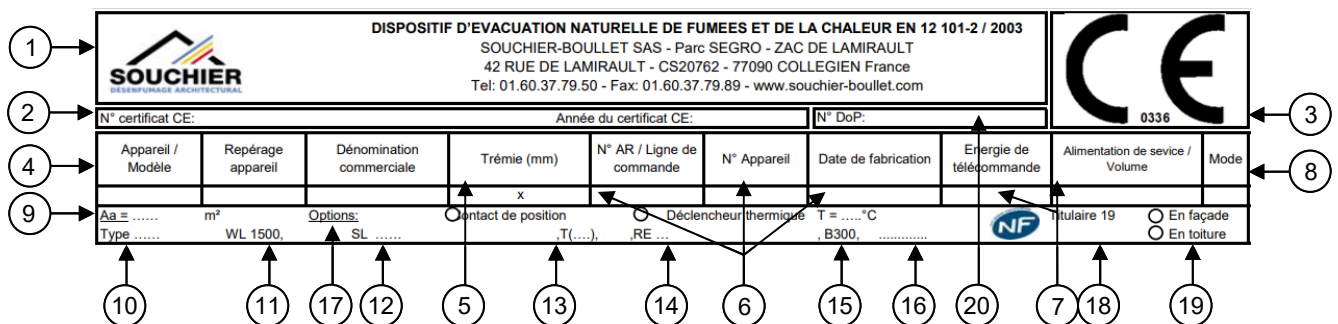 DISPOSITIF D'EVACUATION NATURELLE DE FUMEES ET DE LA CHALEUR EN 12 101-2 / 2003
SOUCHIER-BOULLET SAS - Parc SEGRO - ZAC DE LAMIRAULT
42 RUE DE LAMIRAULT - CS20762 - 77090 COLLEGIEN France
Tel: 01.60.37.79.50 - Fax: 01.60.37.79.89 - www.souchier-boullet.com
1
SOUCHIER
DESENFUMAGE ARCHITECTURAL
CE
0336
2
N° certificat CE: Année du certificat CE: N° DoP:
3
4
Appareil / Modèle
Repérage appareil
Dénomination commerciale
Trémie (mm)
N° AR / Ligne de commande
N° Appareil
Date de fabrication
Energie de télécommande
Alimentation de sevice / Volume
Mode
8
x
9
Aa = ...... m² Options: Contact de position Déclencheur thermique T = .....°C NF Titulaire 19 En façade
Type ...... WL 1500, SL ...... ,T(....), ,RE ... , B300, ............. En toiture
10 11 17 12 5 13 14 6 15 16 20 7 18 19